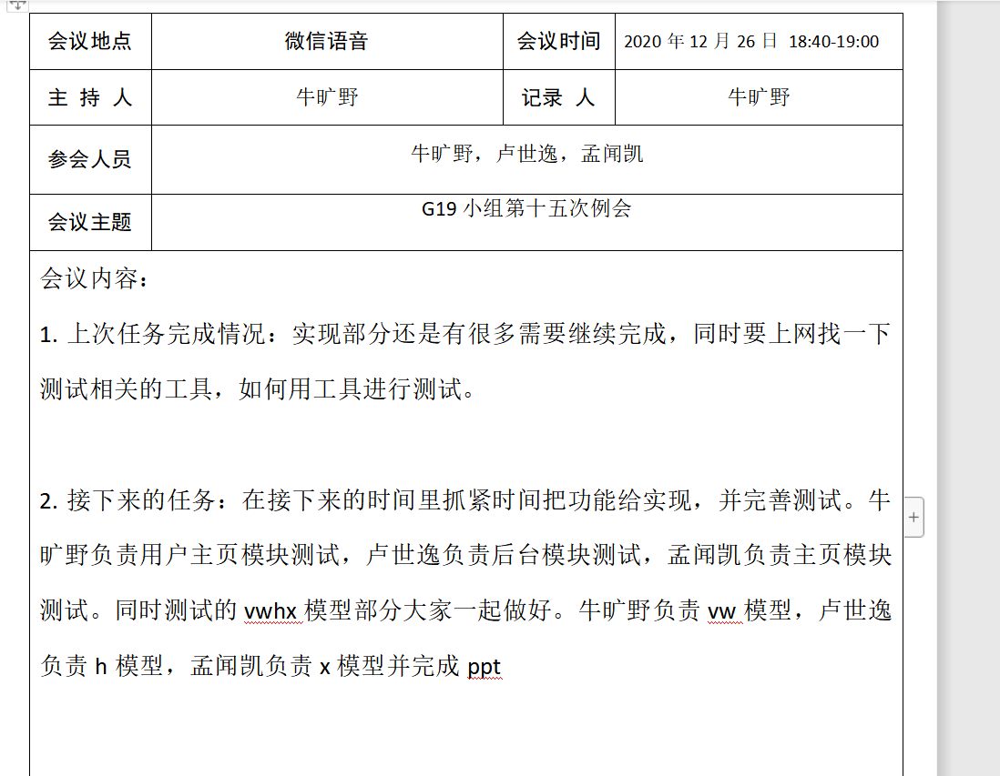 会议地点 微信语音 会议时间 2020 年 12 月 26 日 18:40-19:00
主 持 人 牛旷野 记录 人 牛旷野
参会人员 牛旷野，卢世逸，孟闻凯
会议主题 G19 小组第十五次例会
会议内容：
1. 上次任务完成情况：实现部分还是有很多需要继续完成，同时要上网找一下
测试相关的工具，如何用工具进行测试。
2. 接下来的任务：在接下来的时间里抓紧时间把功能给实现，并完善测试。牛
旷野负责用户主页模块测试，卢世逸负责后台模块测试，孟闻凯负责主页模块
测试。同时测试的 vwhx 模型部分大家一起做好。牛旷野负责 vw 模型，卢世逸
负责 h 模型，孟闻凯负责 x 模型并完成 ppt